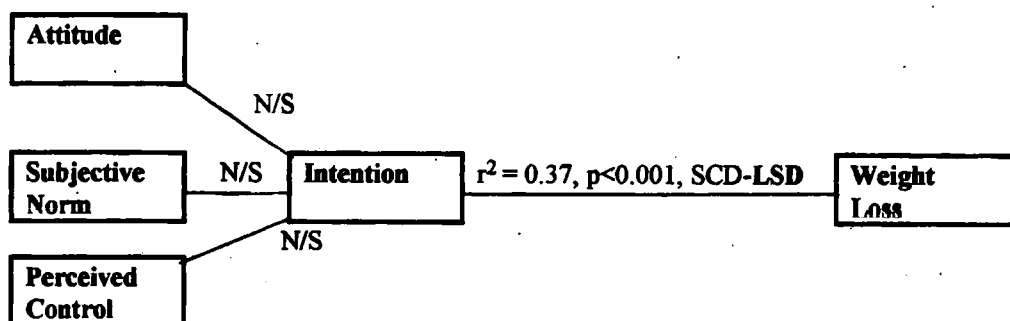 Attitude
N/S
Subjective
Norm
N/S
Intention
r² = 0.37, p<0.001, SCD-LSD
Weight
Loss
N/S
Perceived
Control